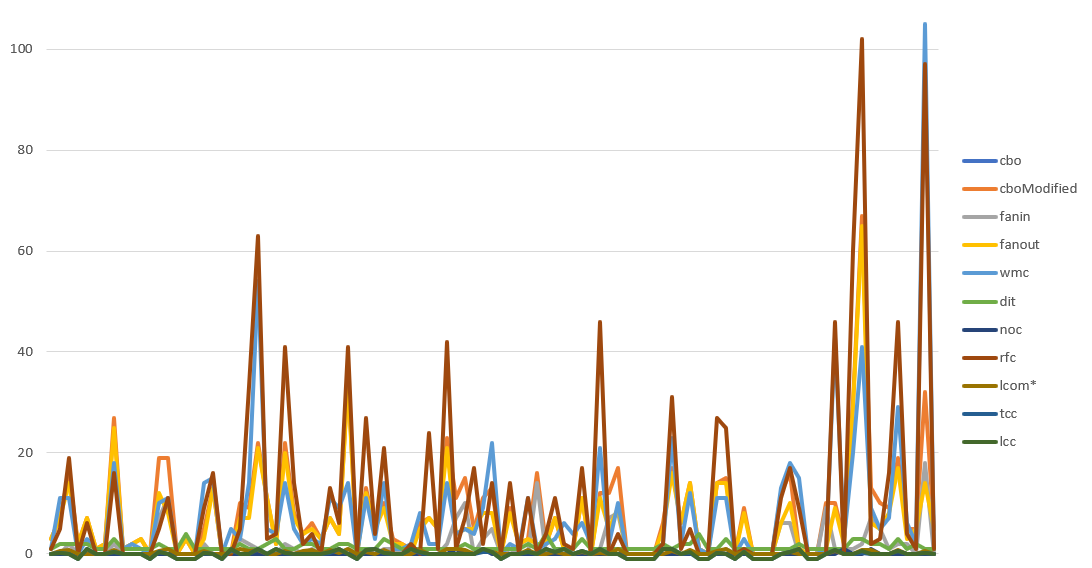 100
80
60
40
20
0
cbo
cboModified
fanin
fanout
wmc
dit
noc
rfc
lcom*
tcc
lcc